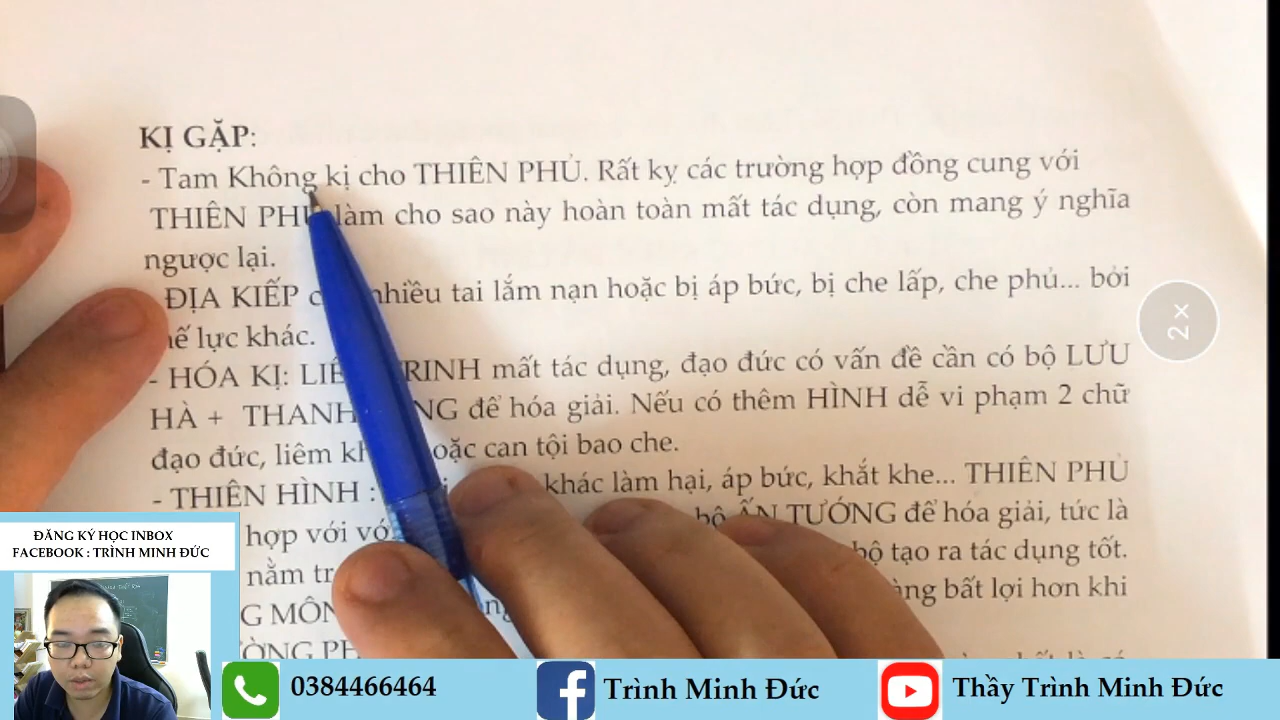 KỊ GẶP:
- Tam Không kị cho THIÊN PHỦ. Rất kỵ các trường hợp đồng cung với
THIÊN PHỦ làm cho sao này hoàn toàn mất tác dụng, còn mang ý nghĩa
ngược lại.
ĐỊA KIẾP nhiều tai lắm nạn hoặc bị áp bức, bị che lấp, che phủ... bởi
lực khác.
- HÓA KỊ: mất tác dụng, đạo đức có vấn đề cần có bộ LƯU
HÀ + THANH để hóa giải. Nếu có thêm HÌNH dễ vi phạm 2 chữ
đạo đức, liêm can tội bao che.
- THIÊN HÌNH : khác làm hại, áp bức, khắt khe... THIÊN PHỦ
hợp với bộ ẤN TƯỚNG để hóa giải, tức là
nằm bộ tạo ra tác dụng tốt.
MÔN bất lợi hơn khi
2×
ĐĂNG KÝ HỌC INBOX
FACEBOOK : TRÌNH MINH ĐỨC
0384466464
Trình Minh Đức
Thầy Trình Minh Đức